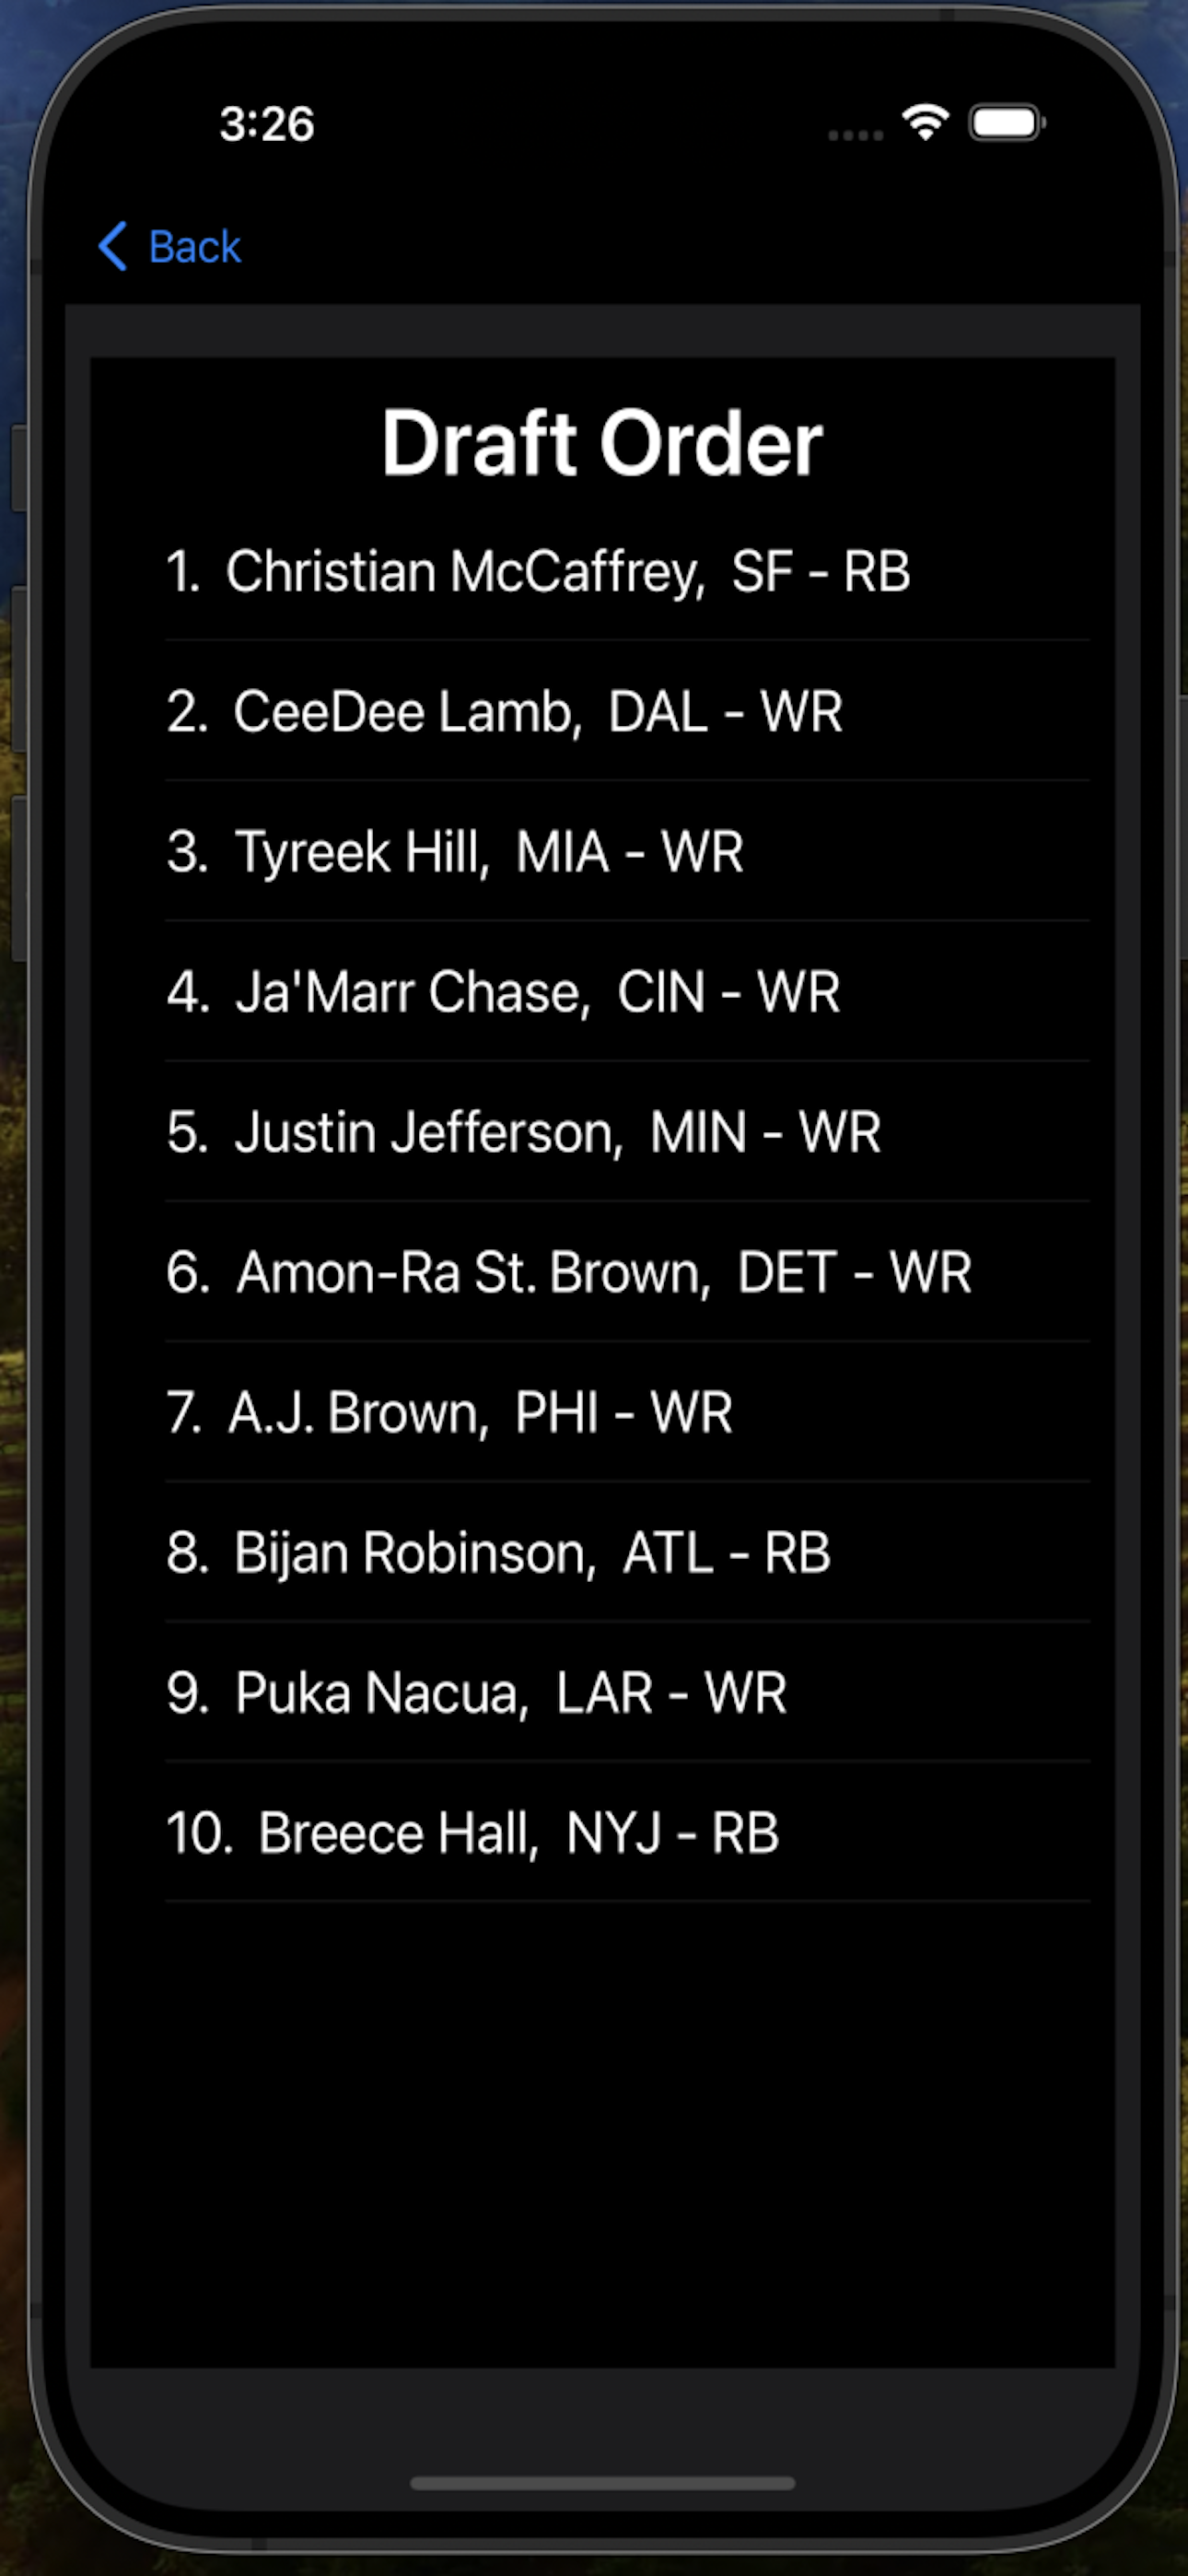 3:26
Back
Draft Order
1. Christian McCaffrey, SF - RB
2. CeeDee Lamb, DAL - WR
3. Tyreek Hill, MIA - WR
4. Ja'Marr Chase, CIN - WR
5. Justin Jefferson, MIN - WR
6. Amon-Ra St. Brown, DET - WR
7. A.J. Brown, PHI - WR
8. Bijan Robinson, ATL - RB
9. Puka Nacua, LAR - WR
10. Breece Hall, NYJ - RB